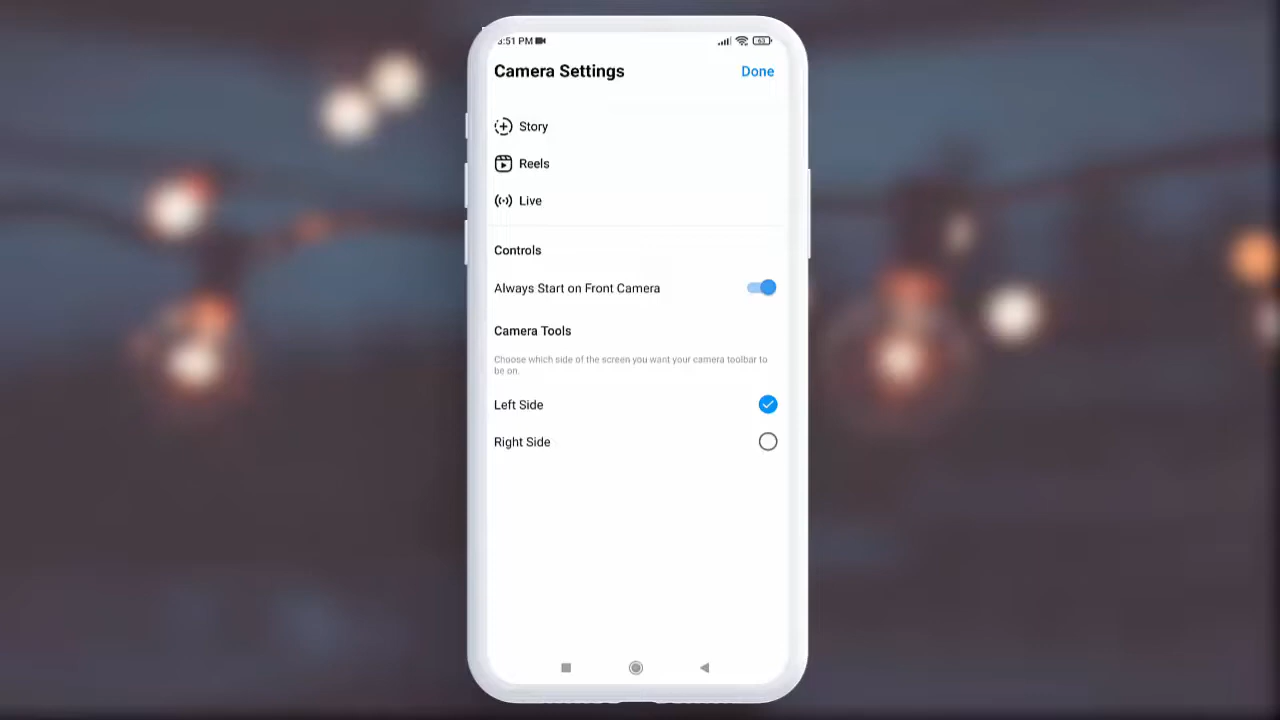 3:51 PM
63
Camera Settings
Done
Story
Reels
Live
Controls
Always Start on Front Camera
Camera Tools
Choose which side of the screen you want your camera toolbar to
be on.
Left Side
Right Side